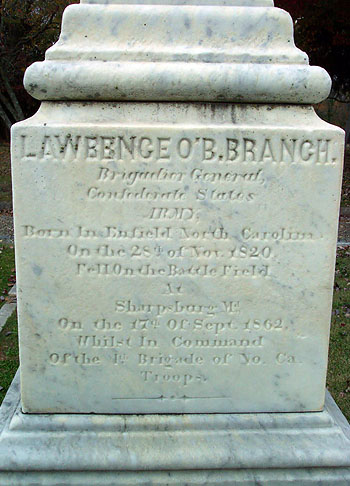 LAWRENCE O'B. BRANCH.
Brigadier General,
Confederate States
ARMY.
Born In Enfield North Carolina.
On the 28th of Nov. 1820.
Fell On the Battle Field
At
Sharpsburg Md.
On the 17th Of Sept. 1862.
Whilst In Command
Of the 4th Brigade of No. Ca.
Troops.